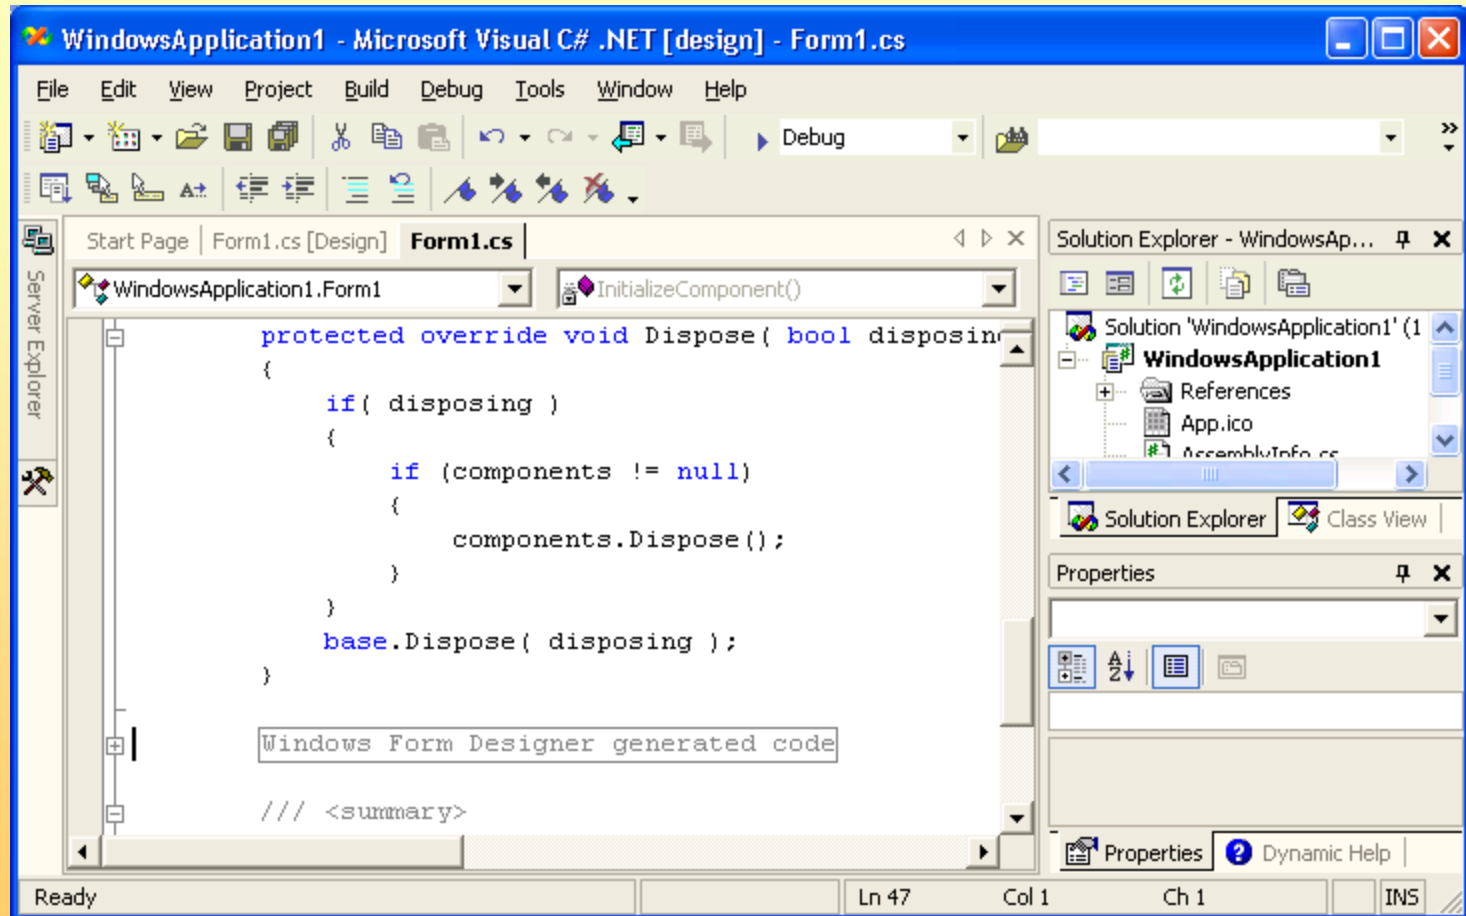 WindowsApplication1 - Microsoft Visual C# .NET [design] - Form1.cs
File Edit View Project Build Debug Tools Window Help
Debug
Start Page Form1.cs [Design] Form1.cs
WindowsApplication1.Form1 InitializeComponent()
Server Explorer
protected override void Dispose( bool disposin
{
if( disposing )
{
if (components != null)
{
components.Dispose();
}
}
base.Dispose( disposing );
}
Windows Form Designer generated code
/// <summary>
Solution Explorer - WindowsAp...
Solution 'WindowsApplication1' (1
WindowsApplication1
References
App.ico
AssemblyInfo.cs
Solution Explorer Class View
Properties
Properties Dynamic Help
Ready Ln 47 Col 1 Ch 1 INS